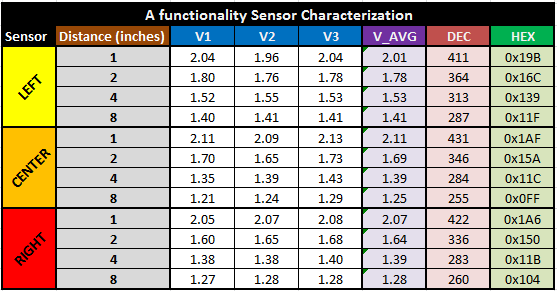 A functionality Sensor Characterization
Sensor Distance (inches) V1 V2 V3 V_AVG DEC HEX
LEFT
1 2.04 1.96 2.04 2.01 411 0x19B
2 1.80 1.76 1.78 1.78 364 0x16C
4 1.52 1.55 1.53 1.53 313 0x139
8 1.40 1.41 1.41 1.41 287 0x11F
CENTER
1 2.11 2.09 2.13 2.11 431 0x1AF
2 1.70 1.65 1.73 1.69 346 0x15A
4 1.35 1.39 1.43 1.39 284 0x11C
8 1.21 1.24 1.29 1.25 255 0x0FF
RIGHT
1 2.05 2.07 2.08 2.07 422 0x1A6
2 1.60 1.65 1.68 1.64 336 0x150
4 1.38 1.38 1.40 1.39 283 0x11B
8 1.27 1.28 1.28 1.28 260 0x104